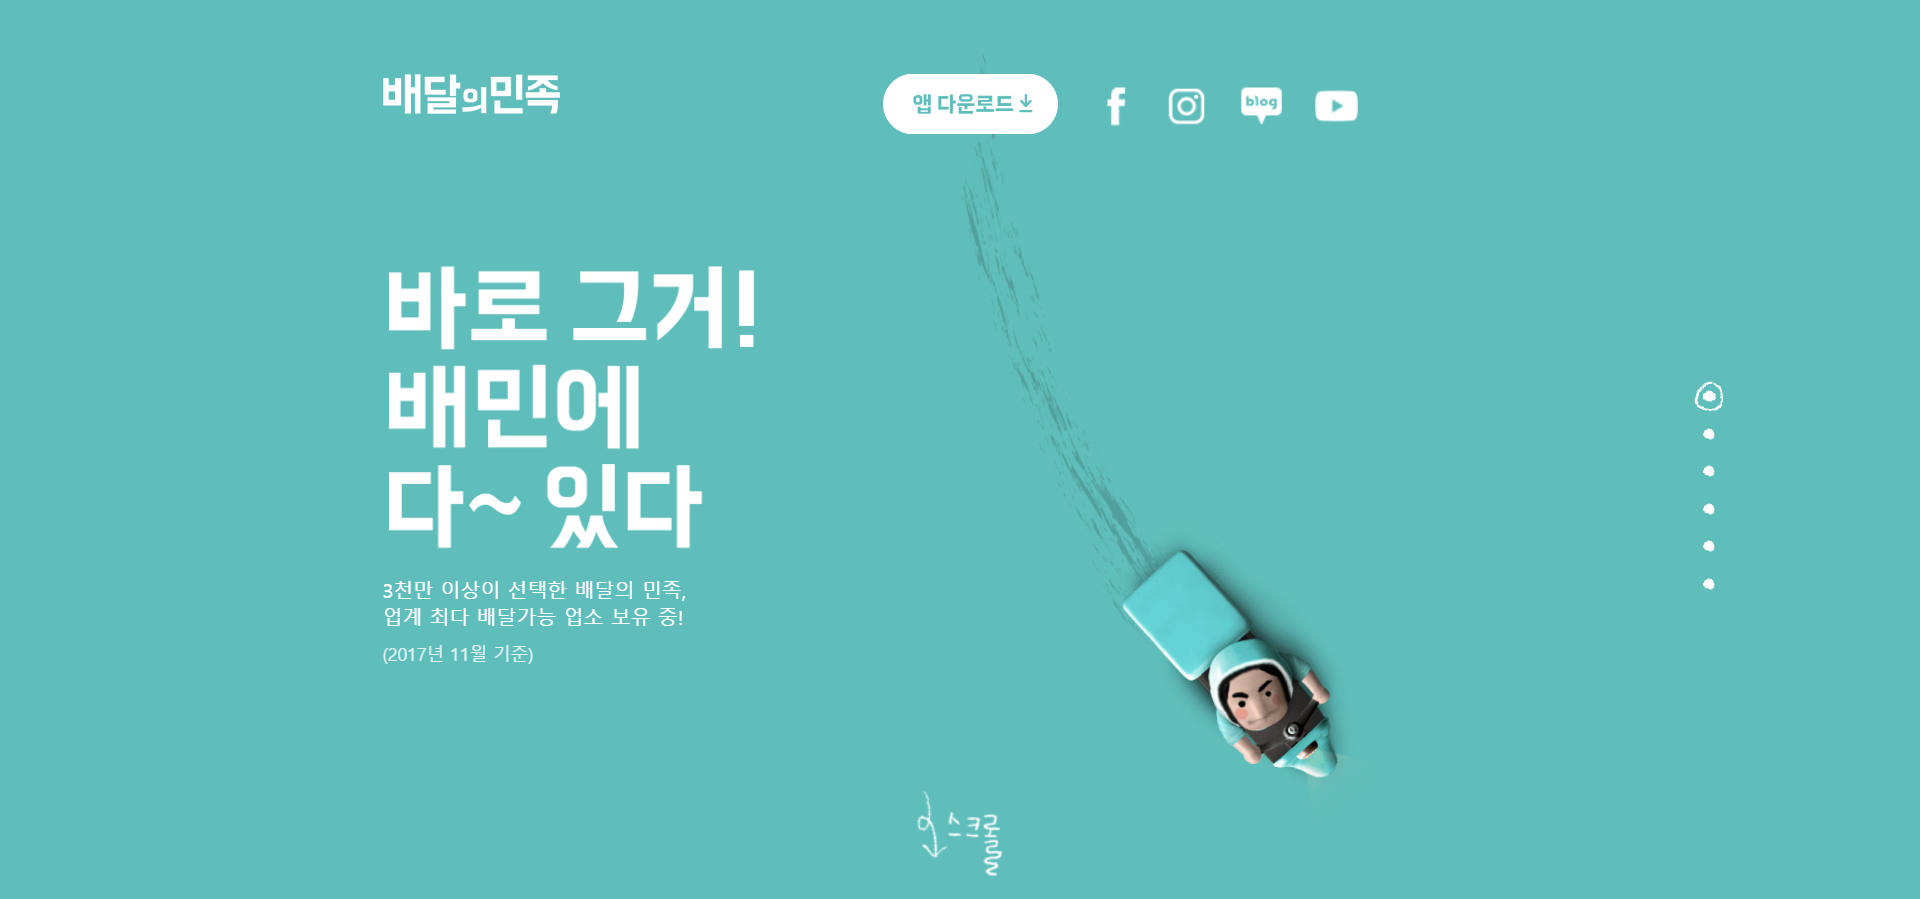 배달의민족
앱 다운로드
blog
바로 그거!
배민에
다~ 있다
3천만 이상이 선택한 배달의 민족,
업계 최다 배달가능 업소 보유 중!
(2017년 11월 기준)
스크롤